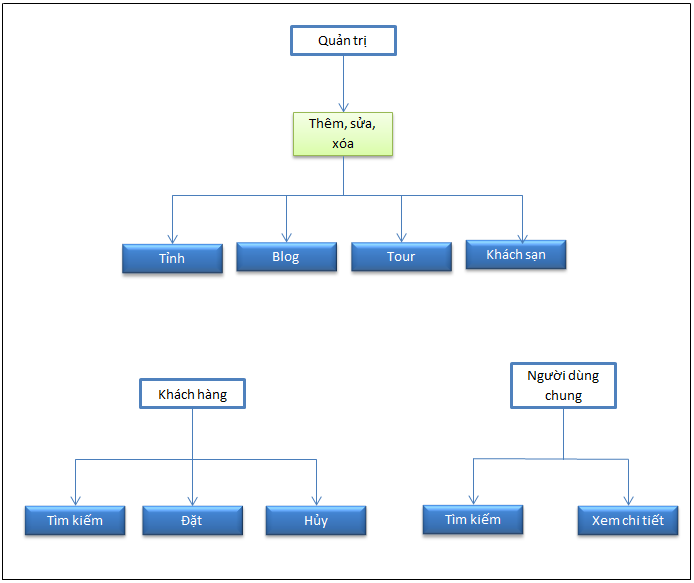 Quản trị
Thêm, sửa,
xóa
Tỉnh
Blog
Tour
Khách sạn
Khách hàng
Tìm kiếm
Đặt
Hủy
Người dùng
chung
Tìm kiếm
Xem chi tiết